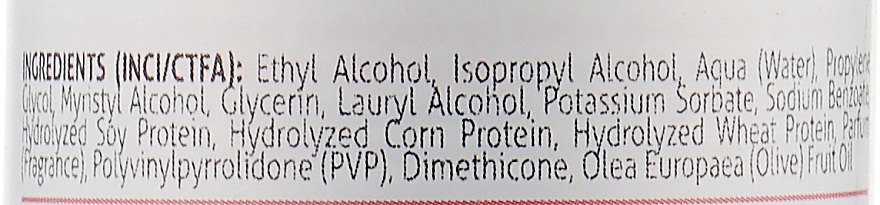 INGREDIENTS (INCI/CTFA): Ethyl Alcohol, Isopropyl Alcohol, Aqua (Water), Propylene
Glycol, Myristyl Alcohol, Glycerin, Lauryl Alcohol, Potassium Sorbate, Sodium Benzoate,
Hydrolyzed Soy Protein, Hydrolyzed Corn Protein, Hydrolyzed Wheat Protein, Parfum
(Fragrance), Polyvinylpyrrolidone (PVP), Dimethicone, Olea Europaea (Olive) Fruit Oil